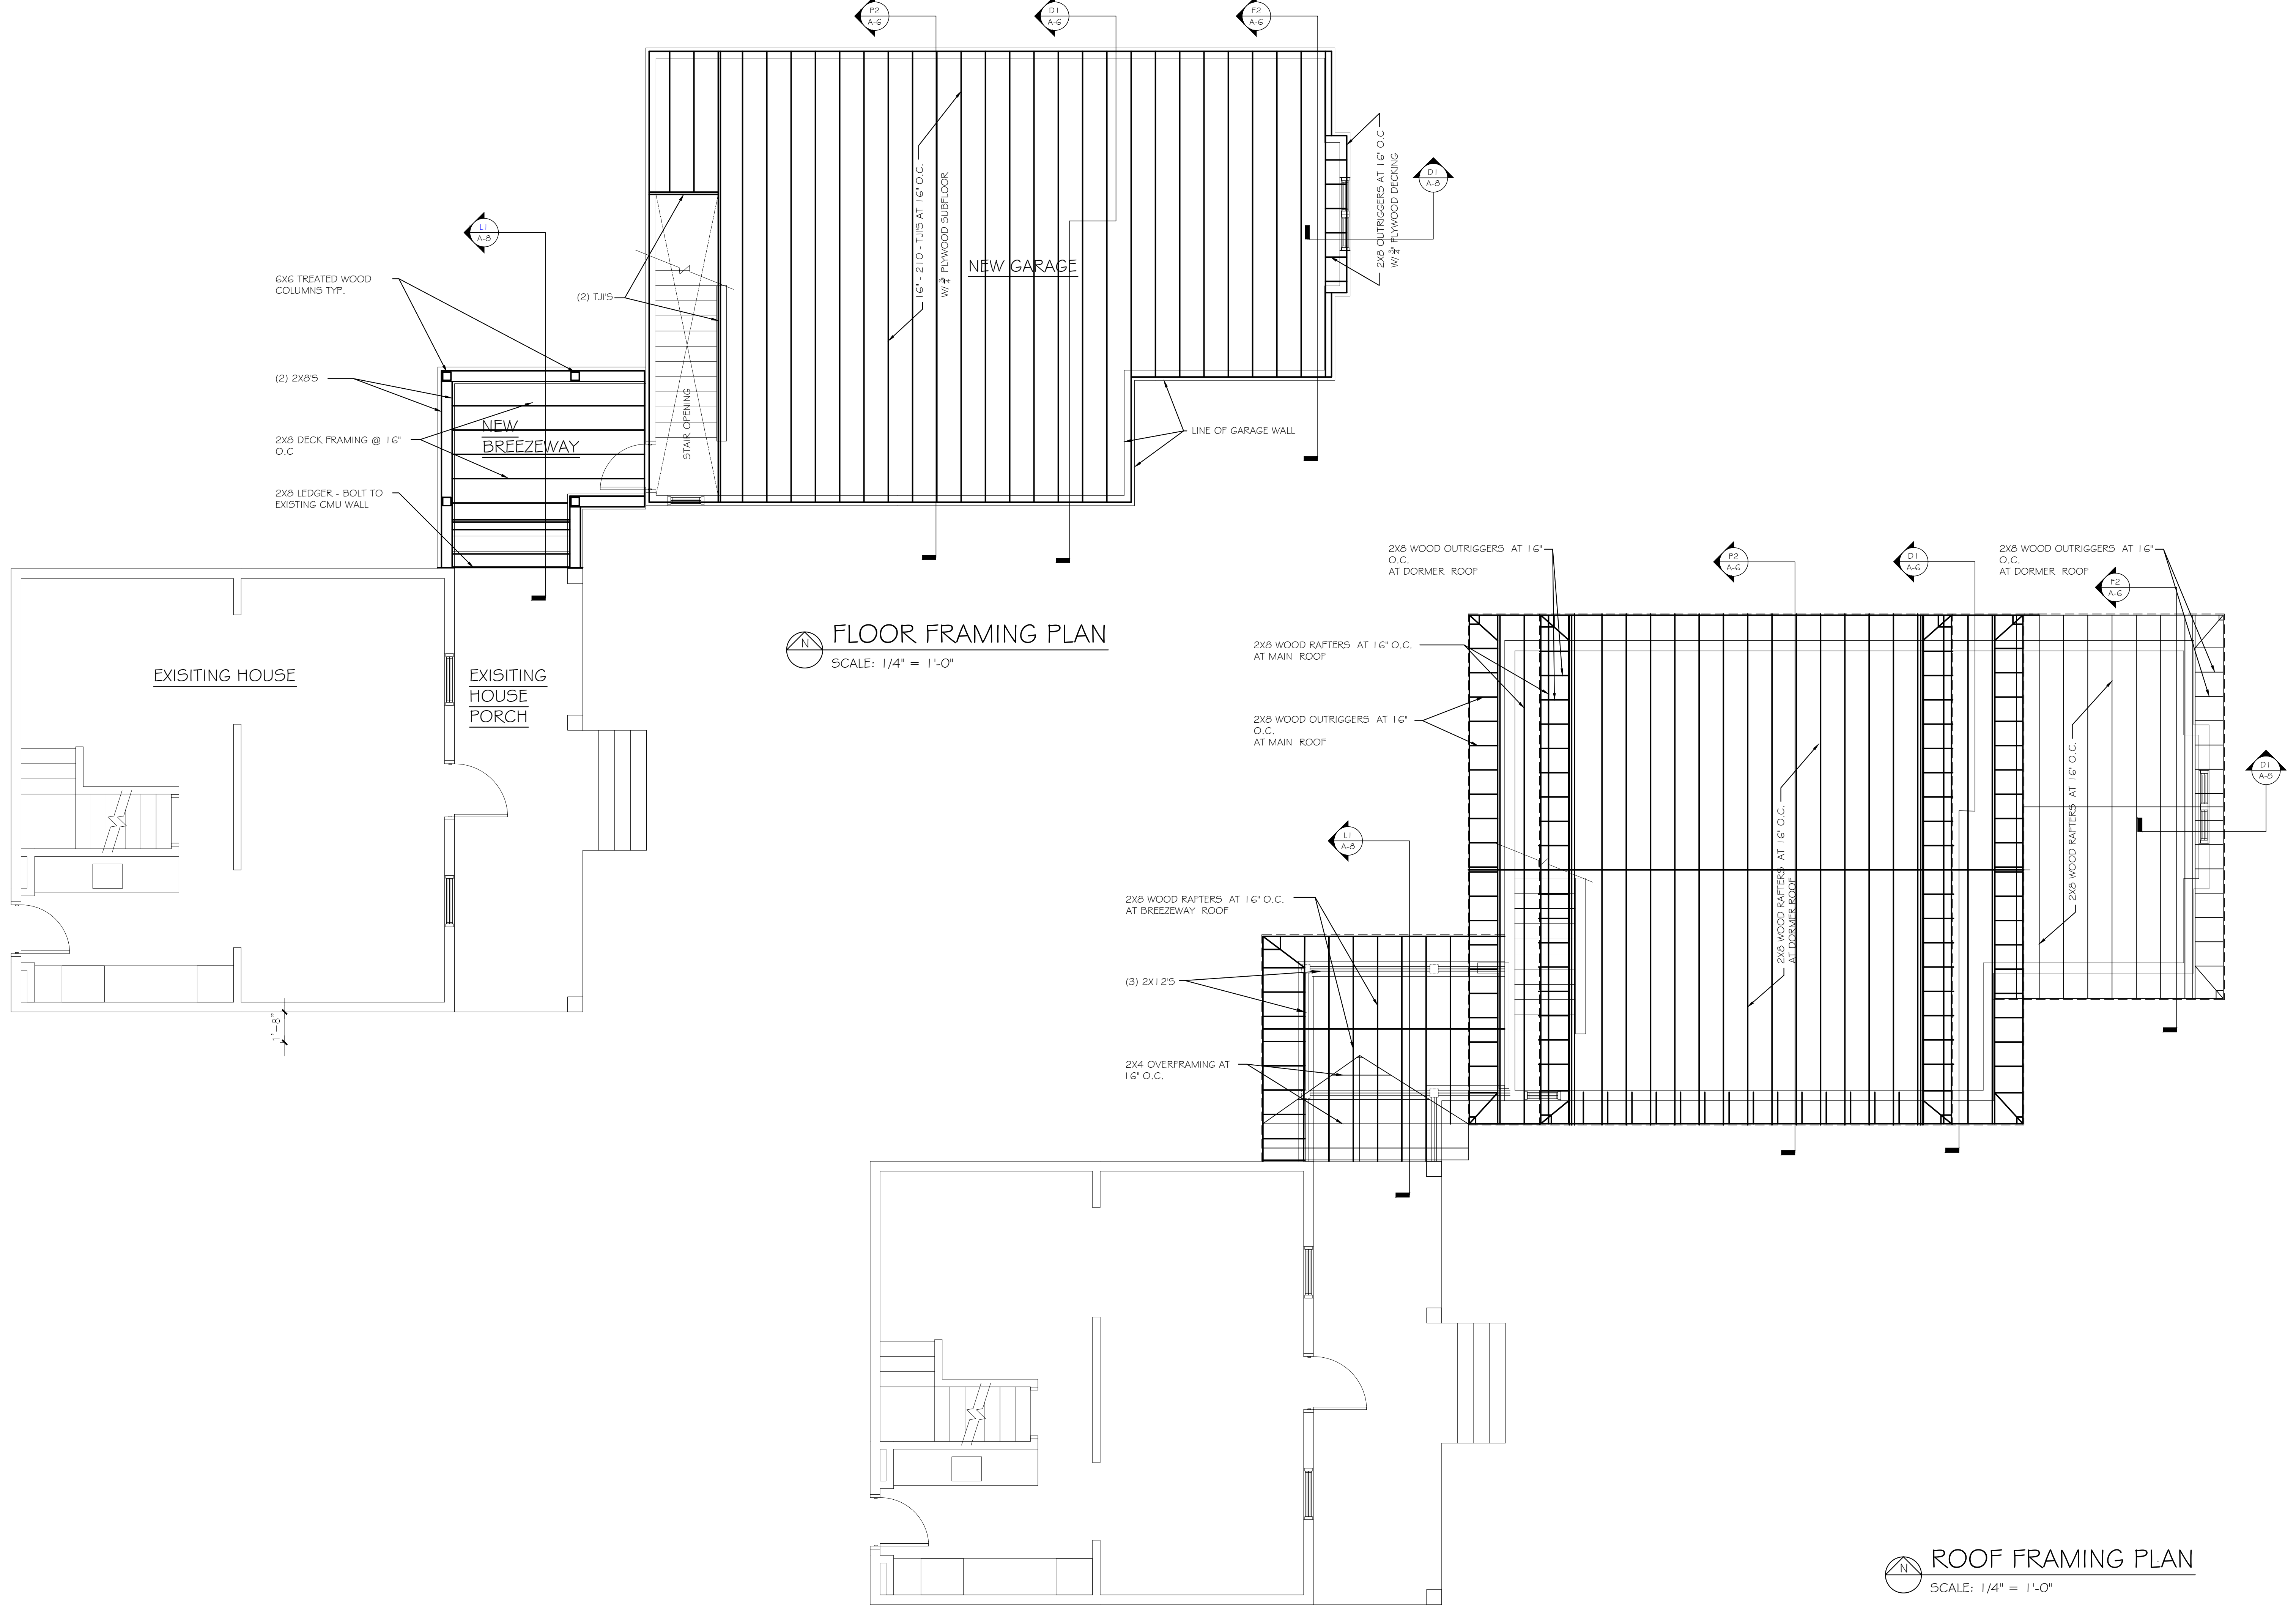 F2
A-6
D1
A-6
F2
A-6
2X8 OUTRIGGERS AT 16" O.C
W/ 3/4" PLYWOOD DECKING
D1
A-8
16" - 210 - TJI'S AT 16" O.C.
W/ 3/4" PLYWOOD SUBFLOOR
NEW GARAGE
L1
A-8
6X6 TREATED WOOD
COLUMNS TYP.
(2) TJI'S
(2) 2X8'S
STAIR OPENING
NEW
BREEZEWAY
2X8 DECK FRAMING @ 16"
O.C
LINE OF GARAGE WALL
2X8 LEDGER - BOLT TO
EXISTING CMU WALL
N
FLOOR FRAMING PLAN
SCALE: 1/4" = 1'-0"
EXISITING HOUSE
EXISITING
HOUSE
PORCH
1'-8"
2X8 WOOD OUTRIGGERS AT 16"
O.C.
AT DORMER ROOF
F2
A-6
D1
A-6
2X8 WOOD OUTRIGGERS AT 16"
O.C.
AT DORMER ROOF
F2
A-6
2X8 WOOD RAFTERS AT 16" O.C.
AT MAIN ROOF
2X8 WOOD OUTRIGGERS AT 16"
O.C.
AT MAIN ROOF
D1
A-8
2X8 WOOD RAFTERS AT 16" O.C.
AT DORMER ROOF
2X8 WOOD RAFTERS AT 16" O.C.
L1
A-8
2X8 WOOD RAFTERS AT 16" O.C.
AT BREEZEWAY ROOF
(3) 2X12'S
2X4 OVERFRAMING AT
16" O.C.
N
ROOF FRAMING PLAN
SCALE: 1/4" = 1'-0"